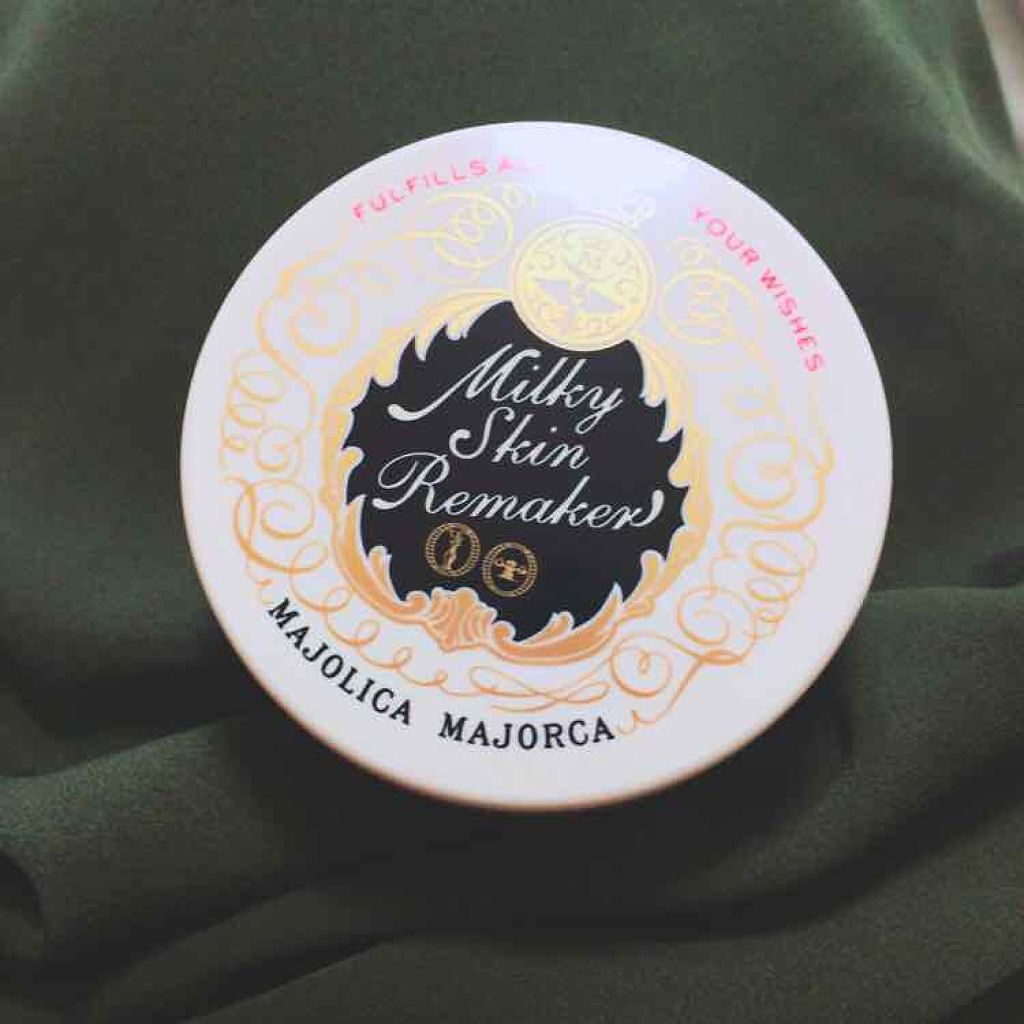 FULFILLS
YOUR WISHES
Milky
Skin
Remaker
MAJOLICA MAJORCA